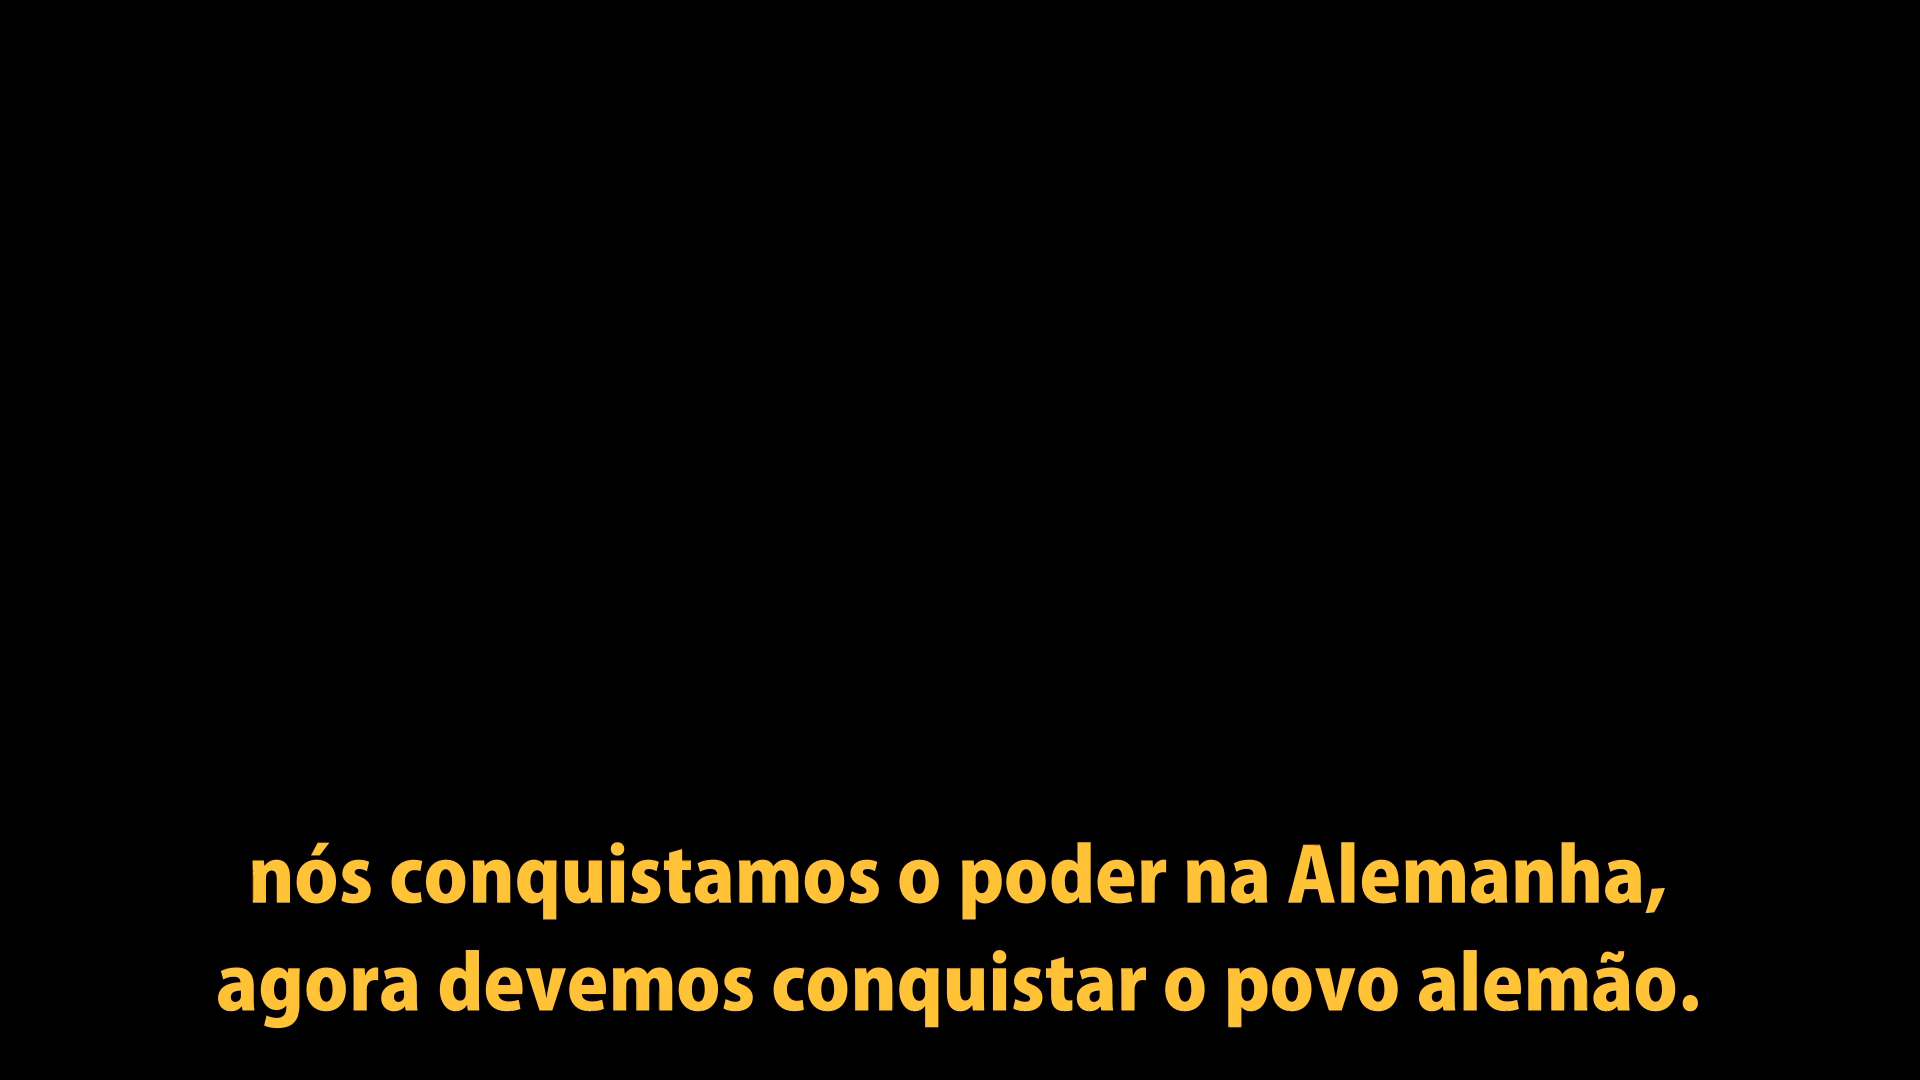 nós conquistamos o poder na Alemanha,
agora devemos conquistar o povo alemão.